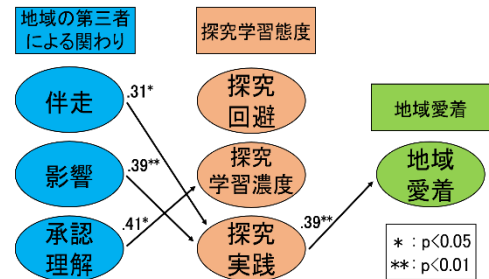 地域の第三者
による関わり
探究学習態度
伴走
.31*
探究
回避
地域愛着
影響
.39**
探究
学習濃度
地域
愛着
承認
理解
.41*
探究
実践
.39**
* : p<0.05
**: p<0.01